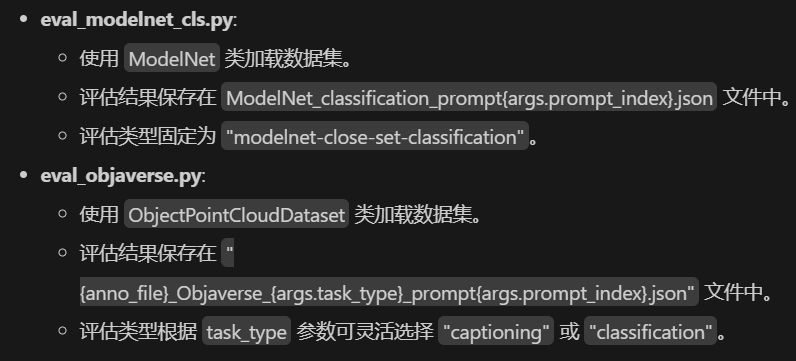 eval_modelnet_cls.py:
使用 ModelNet 类加载数据集。
评估结果保存在 ModelNet_classification_prompt{args.prompt_index}.json 文件中。
评估类型固定为 "modelnet-close-set-classification"。
eval_objaverse.py:
使用 ObjectPointCloudDataset 类加载数据集。
评估结果保存在 "
{anno_file}_Objaverse_{args.task_type}_prompt{args.prompt_index}.json" 文件中。
评估类型根据 task_type 参数可灵活选择 "captioning" 或 "classification"。